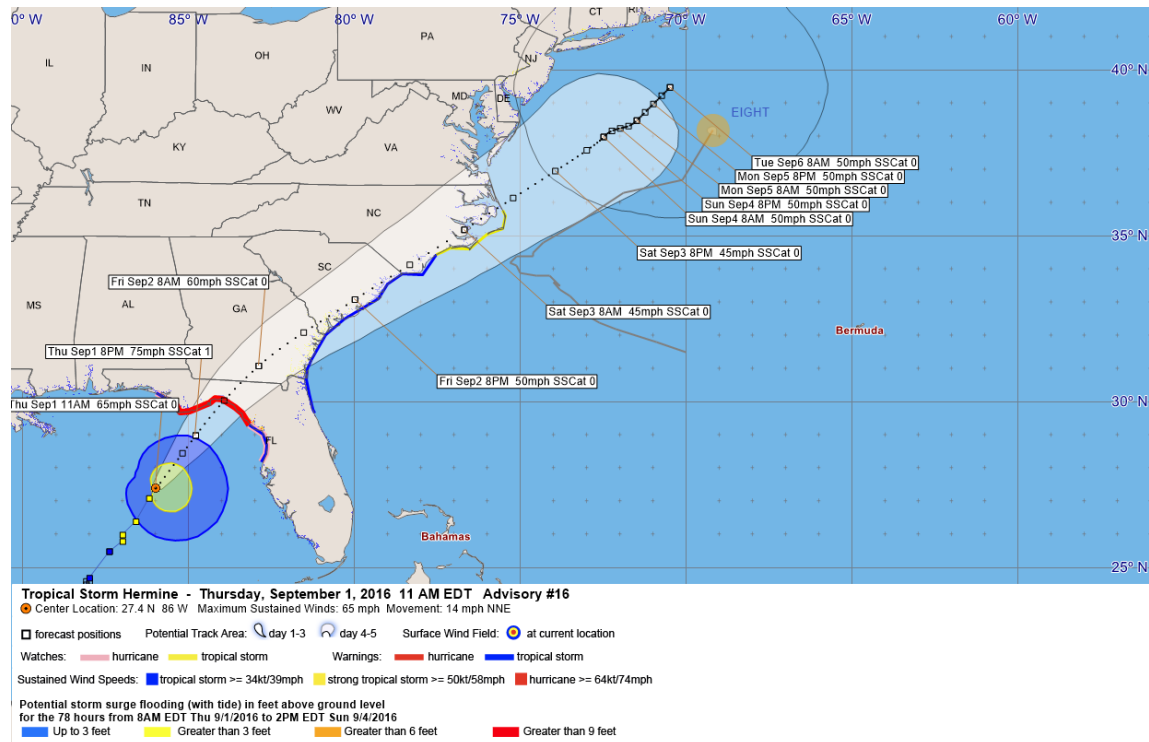 0° W 85° W 80° W 75° W 70° W 65° W 60° W
CT RI
PA
40° N
NJ
OH
IL IN
MD DE
WV
EIGHT
KY VA
Tue Sep6 8AM 50mph SSCat 0
Mon Sep5 8PM 50mph SSCat 0
Mon Sep5 8AM 50mph SSCat 0
Sun Sep4 8PM 50mph SSCat 0
Sun Sep4 8AM 50mph SSCat 0
TN
NC
35° N
Sat Sep3 8PM 45mph SSCat 0
SC
Fri Sep2 8AM 60mph SSCat 0
MS AL GA
Sat Sep3 8AM 45mph SSCat 0
Bermuda
Thu Sep1 8PM 75mph SSCat 1
Fri Sep2 8PM 50mph SSCat 0
30° N
Thu Sep1 11AM 65mph SSCat 0
FL
Bahamas
25° N
Tropical Storm Hermine - Thursday, September 1, 2016 11 AM EDT Advisory #16
Center Location: 27.4 N 86 W Maximum Sustained Winds: 65 mph Movement: 14 mph NNE
forecast positions Potential Track Area: day 1-3 day 4-5 Surface Wind Field: at current location
Watches: hurricane tropical storm Warnings: hurricane tropical storm
Sustained Wind Speeds: tropical storm >= 34kt/39mph strong tropical storm >= 50kt/58mph hurricane >= 64kt/74mph
Potential storm surge flooding (with tide) in feet above ground level
for the 78 hours from 8AM EDT Thu 9/1/2016 to 2PM EDT Sun 9/4/2016
Up to 3 feet Greater than 3 feet Greater than 6 feet Greater than 9 feet